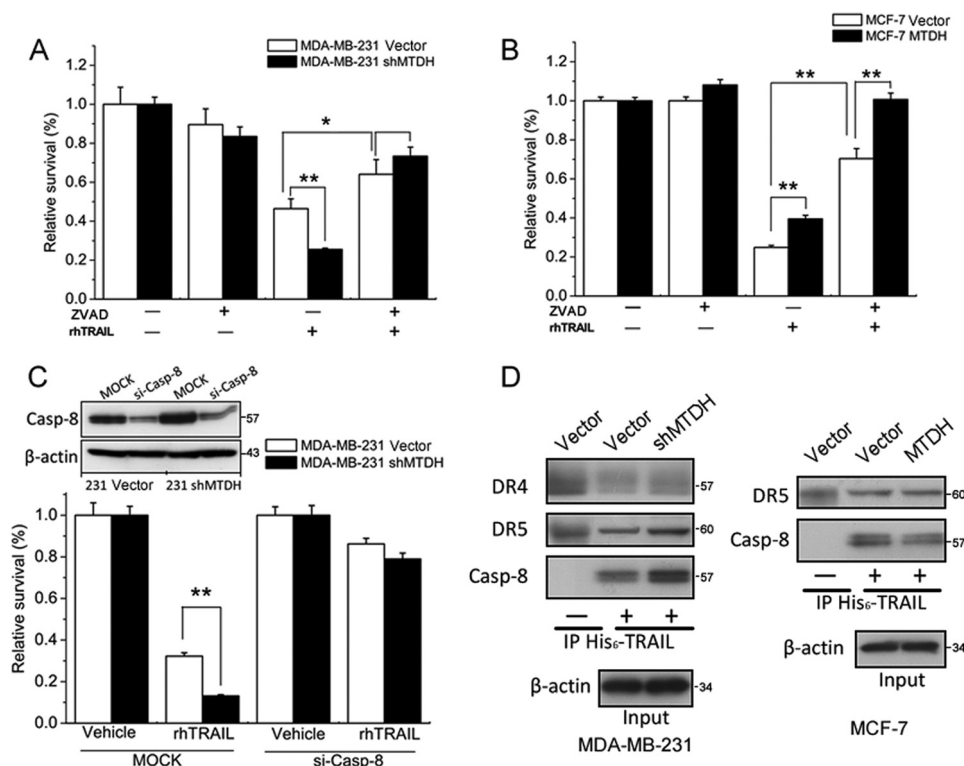 A
MDA-MB-231 Vector
MDA-MB-231 shMTDH
Relative survival (%)
1.2
1.0
0.8
0.6
0.4
0.2
0.0
*
**
ZVAD — + — +
rhTRAIL — — + +
B
MCF-7 Vector
MCF-7 MTDH
Relative survival (%)
1.2
1.0
0.8
0.6
0.4
0.2
0.0
** **
**
ZVAD — + — +
rhTRAIL — — + +
C
MOCK si-Casp-8 MOCK si-Casp-8
Casp-8 57
β-actin 43
231 Vector 231 shMTDH
MDA-MB-231 Vector
MDA-MB-231 shMTDH
Relative survival (%)
1.0
0.8
0.6
0.4
0.2
0.0
**
Vehicle rhTRAIL Vehicle rhTRAIL
MOCK si-Casp-8
D
Vector Vector shMTDH
DR4 -57
DR5 -60
Casp-8 -57
— + +
IP His₆-TRAIL
β-actin -34
Input
MDA-MB-231
Vector Vector MTDH
DR5 60
Casp-8 57
— + +
IP His₆-TRAIL
β-actin 34
Input
MCF-7